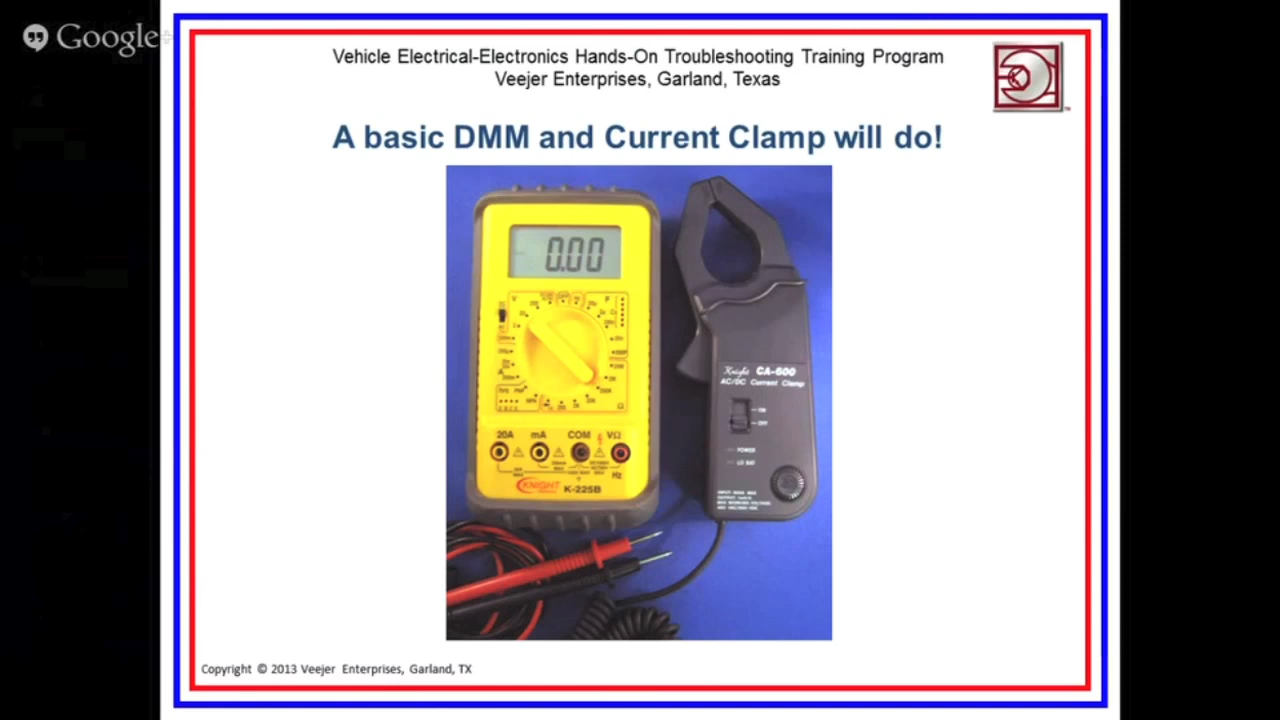 Google+
Vehicle Electrical-Electronics Hands-On Troubleshooting Training Program
Veejer Enterprises, Garland, Texas
A basic DMM and Current Clamp will do!
0.00
20A mA COM VΩ
Hz
KNIGHT
K-225B
Knight CA-600
AC/DC Current Clamp
ON
OFF
POWER
LO BAT
Copyright © 2013 Veejer Enterprises, Garland, TX